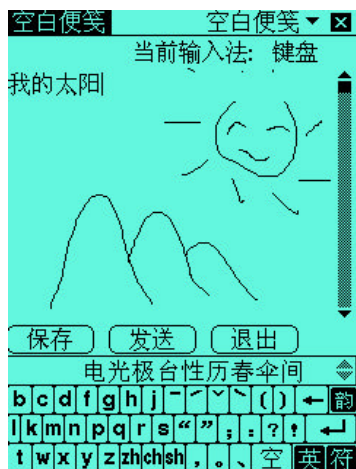 空白便笺 空白便笺
当前输入法: 键盘
我的太阳
保存 发送 退出
电光极台性历春伞间
b c d f g h j ˉ ˊ ˇ ˋ ( ) ← 韵
l k m n p q r s “ ” ; : ? !
t w x y z zh ch sh , 。 、 空 英 符